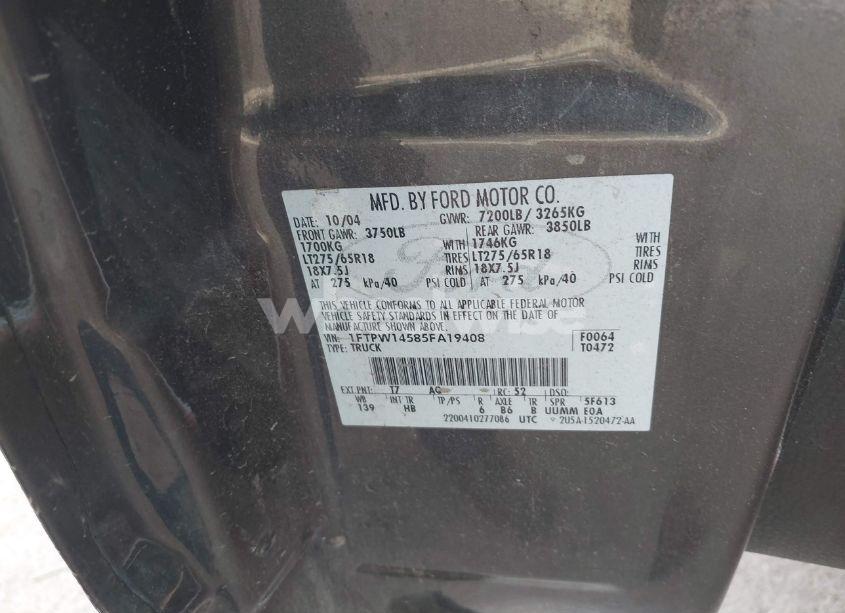 MFD. BY FORD MOTOR CO.
DATE: 10/04 GVWR: 7200LB/ 3265KG
FRONT GAWR: 3750LB REAR GAWR: 3850LB
1700KG WITH 1746KG WITH
LT275/65R18 TIRES LT275/65R18 TIRES
18X7.5J RIMS 18X7.5J RIMS
AT 275 kPa/40 PSI COLD AT 275 kPa/40 PSI COLD
THIS VEHICLE CONFORMS TO ALL APPLICABLE FEDERAL MOTOR
VEHICLE SAFETY STANDARDS IN EFFECT ON THE DATE OF
MANUFACTURE SHOWN ABOVE.
VIN: 1FTPW14585FA19408 F0064
TYPE: TRUCK T0472
EXT PNT: T7 AG RC: 52 DSO:
WB INT TR TP/PS R AXLE TR SPR 5F613
139 HB 6 B6 B UUMM EOA
2200410277086 UTC 2U5A-1520472-AA
Ford